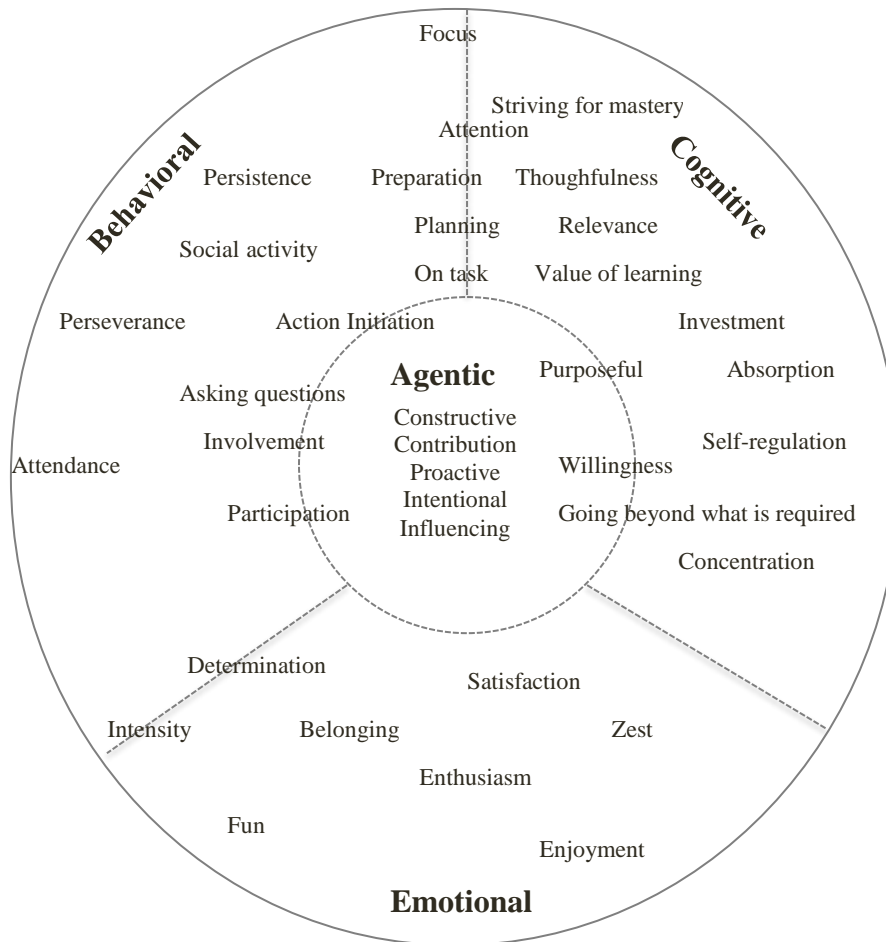 Focus
Striving for mastery
Attention
Behavioral
Cognitive
Persistence
Preparation
Thoughtfulness
Planning
Relevance
Social activity
On task
Value of learning
Perseverance
Action Initiation
Investment
Agentic
Purposeful
Absorption
Asking questions
Constructive
Involvement
Contribution
Self-regulation
Attendance
Proactive
Willingness
Intentional
Participation
Influencing
Going beyond what is required
Concentration
Determination
Satisfaction
Intensity
Belonging
Zest
Enthusiasm
Fun
Enjoyment
Emotional